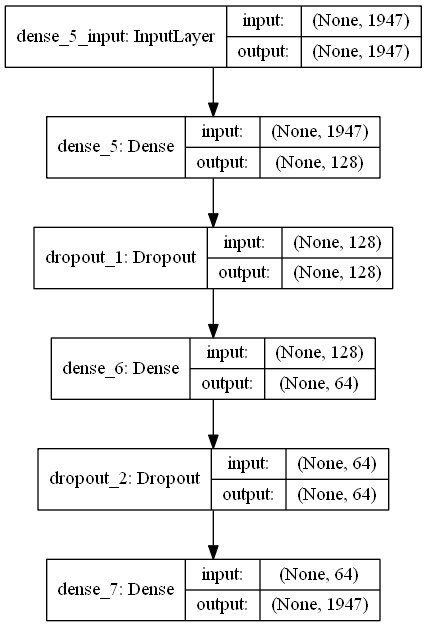 dense_5_input: InputLayer
input: (None, 1947)
output: (None, 1947)
dense_5: Dense
input: (None, 1947)
output: (None, 128)
dropout_1: Dropout
input: (None, 128)
output: (None, 128)
dense_6: Dense
input: (None, 128)
output: (None, 64)
dropout_2: Dropout
input: (None, 64)
output: (None, 64)
dense_7: Dense
input: (None, 64)
output: (None, 1947)